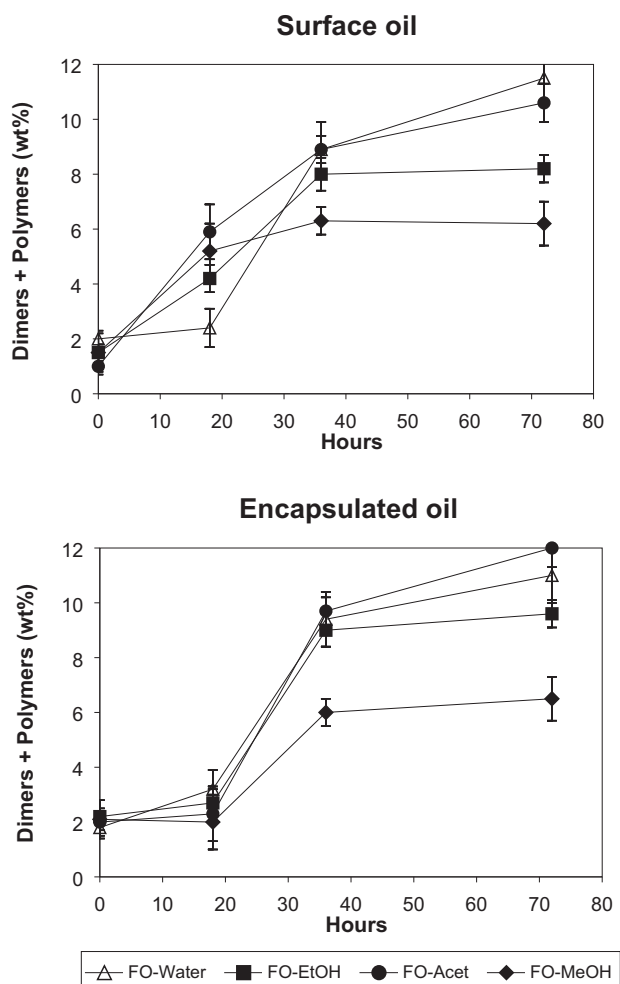 Surface oil
Dimers + Polymers (wt%)
12
10
8
6
4
2
0
0 10 20 30 40 50 60 70 80
Hours
Encapsulated oil
Dimers + Polymers (wt%)
12
10
8
6
4
2
0
0 10 20 30 40 50 60 70 80
Hours
FO-Water FO-EtOH FO-Acet FO-MeOH